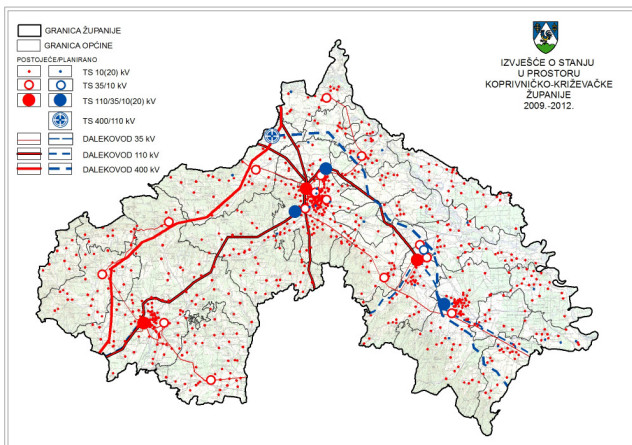 GRANICA ŽUPANIJE
GRANICA OPĆINE
POSTOJEĆE/PLANIRANO
TS 10(20) kV
TS 35/10 kV
TS 110/35/10(20) kV
TS 400/110 kV
DALEKOVOD 35 kV
DALEKOVOD 110 kV
DALEKOVOD 400 kV
IZVJEŠĆE O STANJU
U PROSTORU
KOPRIVNIČKO-KRIŽEVAČKE
ŽUPANIJE
2009.-2012.